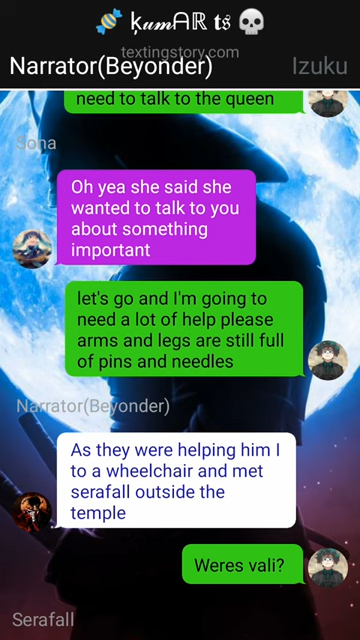 🍬 ķ𝓾𝓶ᗩℝ 𝐭𝔰 💀
textingstory.com
Narrator(Beyonder) Izuku
need to talk to the queen
Sona
Oh yea she said she
wanted to talk to you
about something
important
let's go and I'm going to
need a lot of help please
arms and legs are still full
of pins and needles
Narrator(Beyonder)
As they were helping him I
to a wheelchair and met
serafall outside the
temple
Weres vali?
Serafall